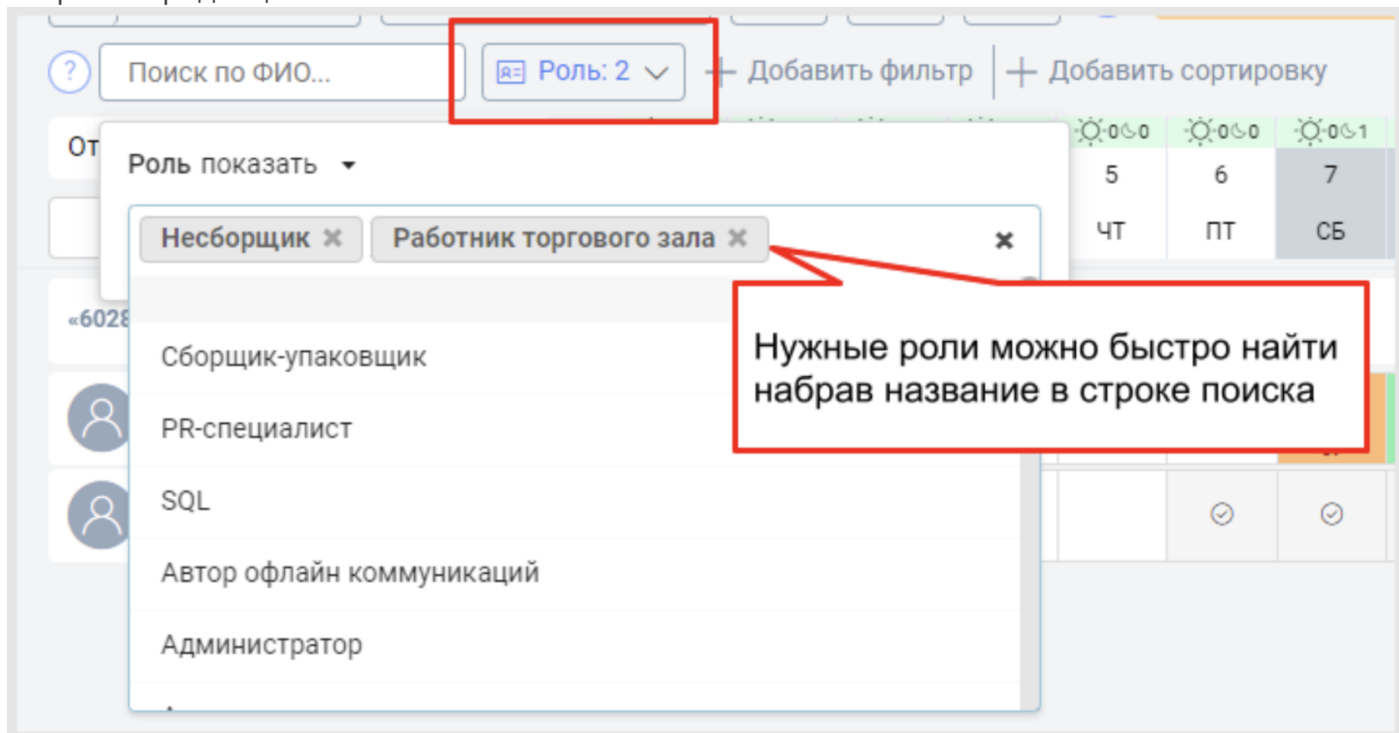 Поиск по ФИО...
Роль: 2
Добавить фильтр
Добавить сортировку
От
Роль показать
0 0
0 0
0 1
5
6
7
ЧТ
ПТ
СБ
Несборщик
Работник торгового зала
Нужные роли можно быстро найти
набрав название в строке поиска
«6028
Сборщик-упаковщик
PR-специалист
SQL
Автор офлайн коммуникаций
Администратор